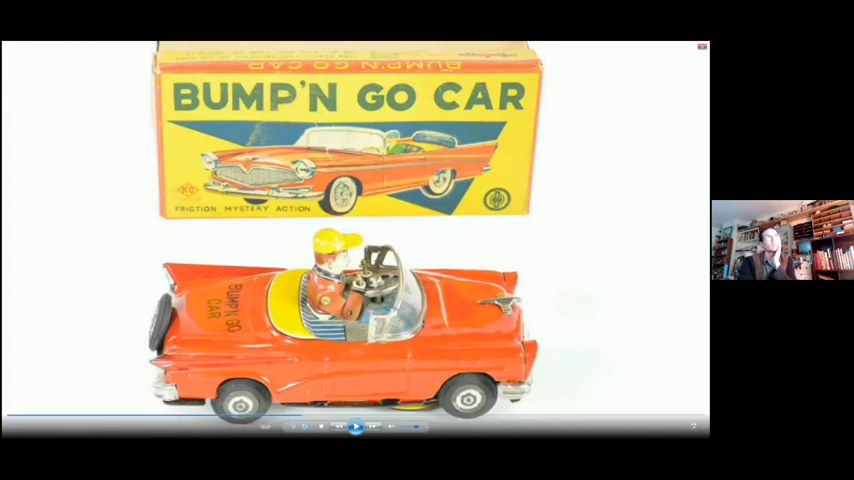 BUMP'N GO CAR
BUMP'N GO CAR
FRICTION MYSTERY ACTION
BUMP'N GO
CAR